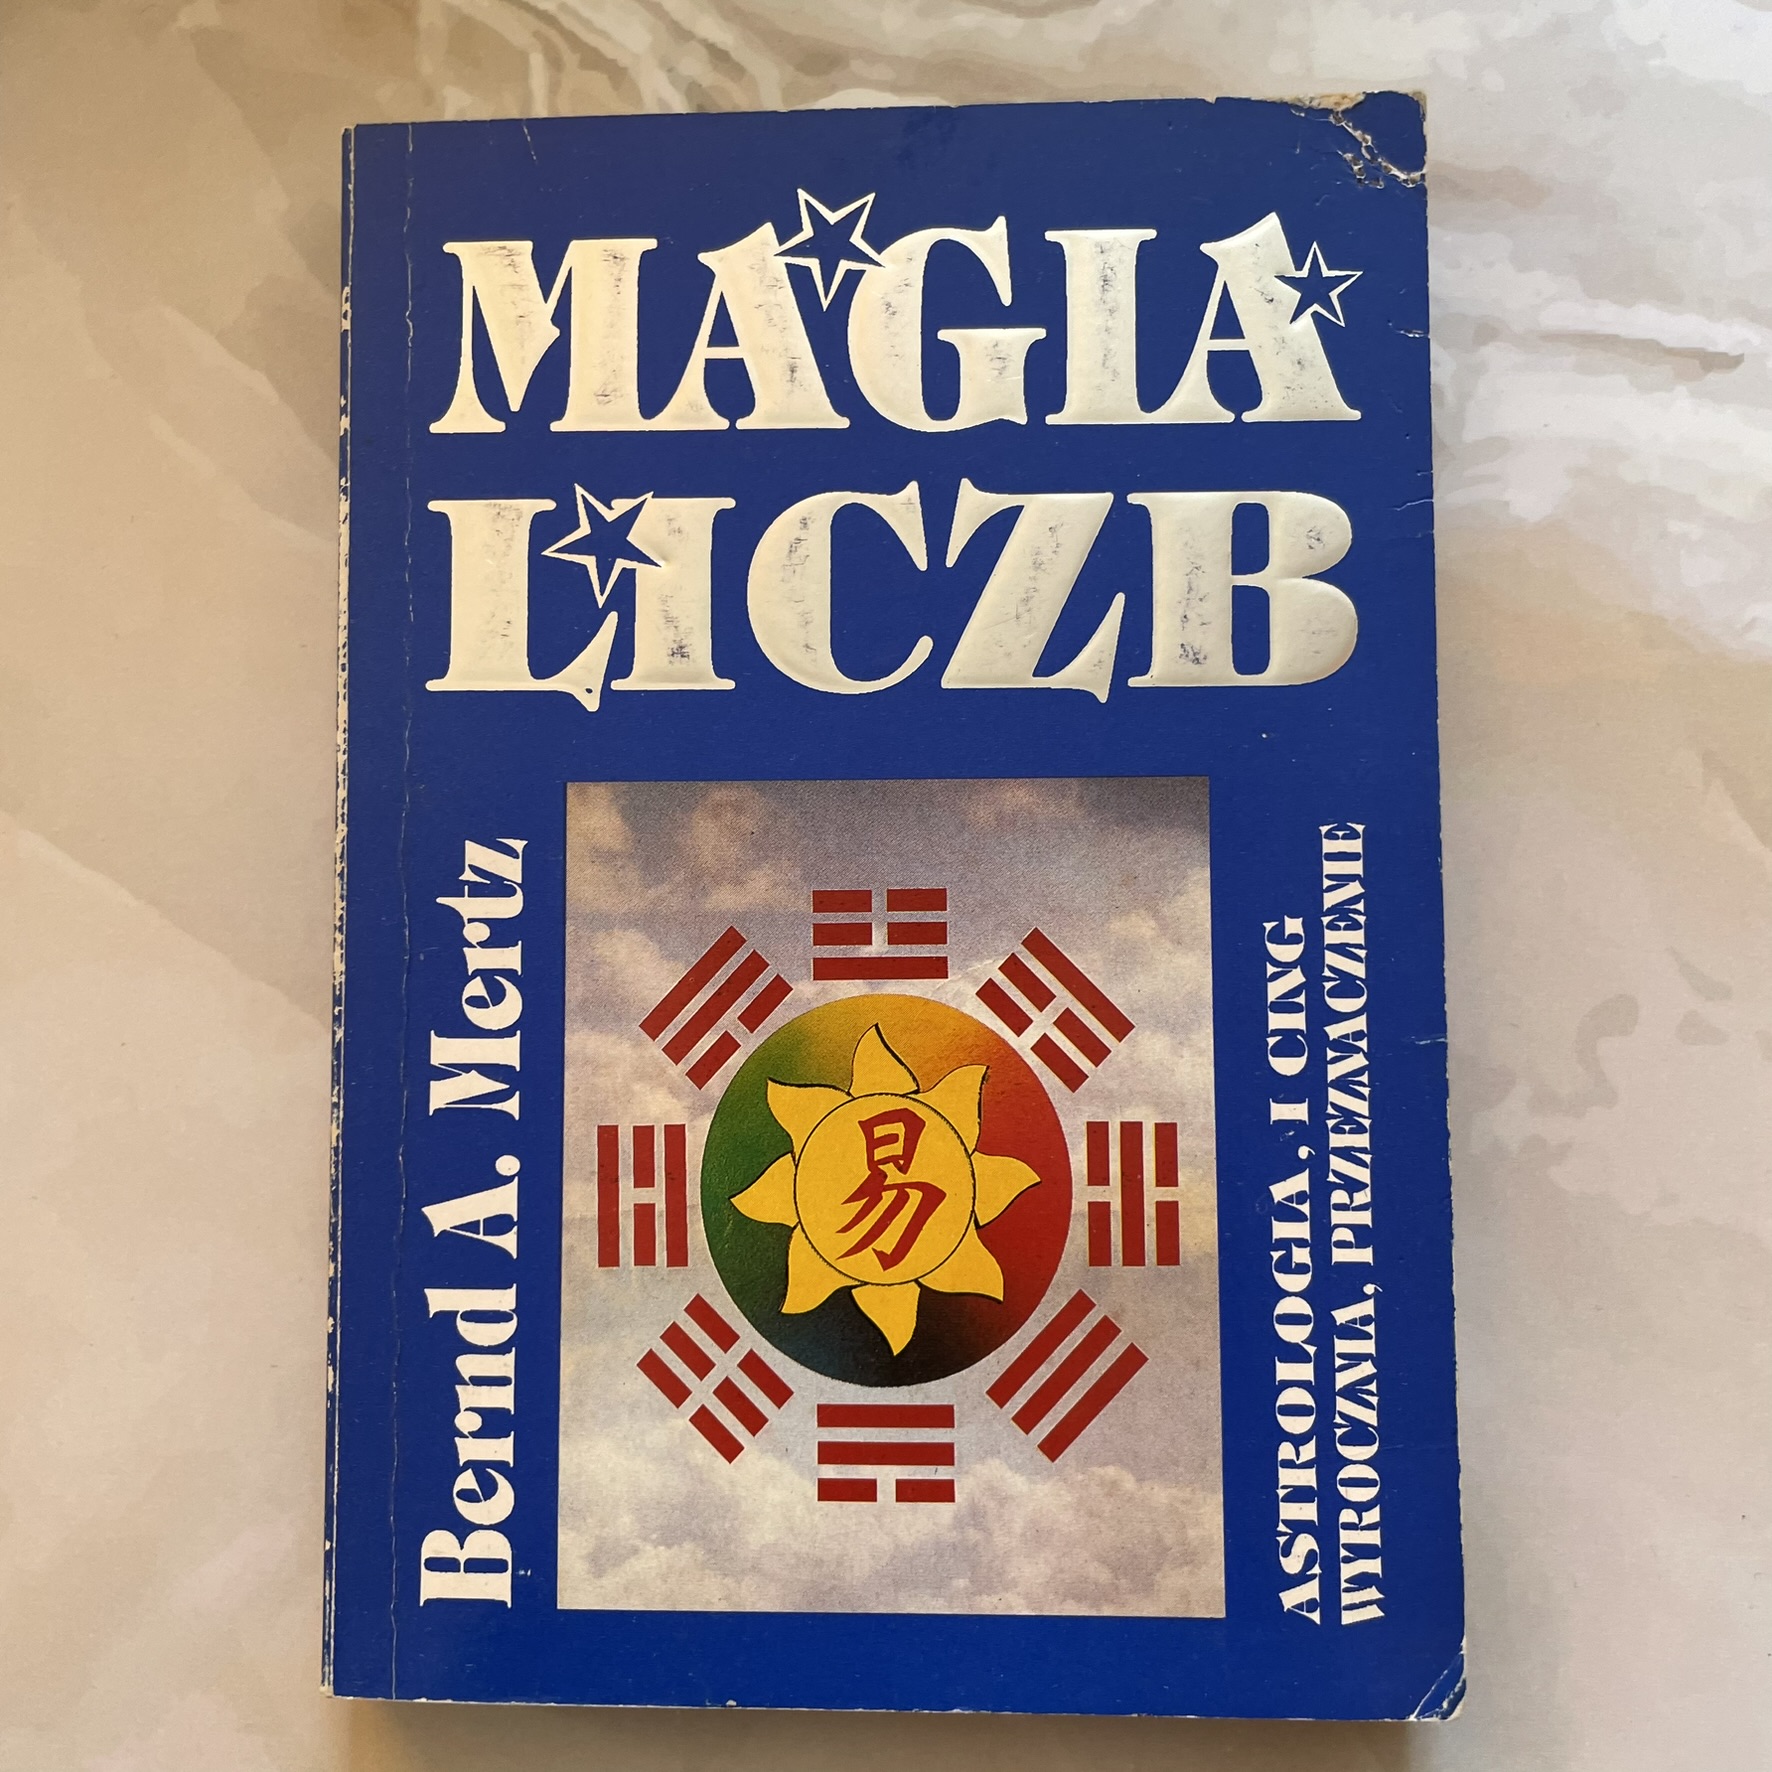 MAGIA
LICZB
Bernd A. Mertz
易
ASTROLOGIA, I CING
WYROCZNIA, PRZEZNACZENIE